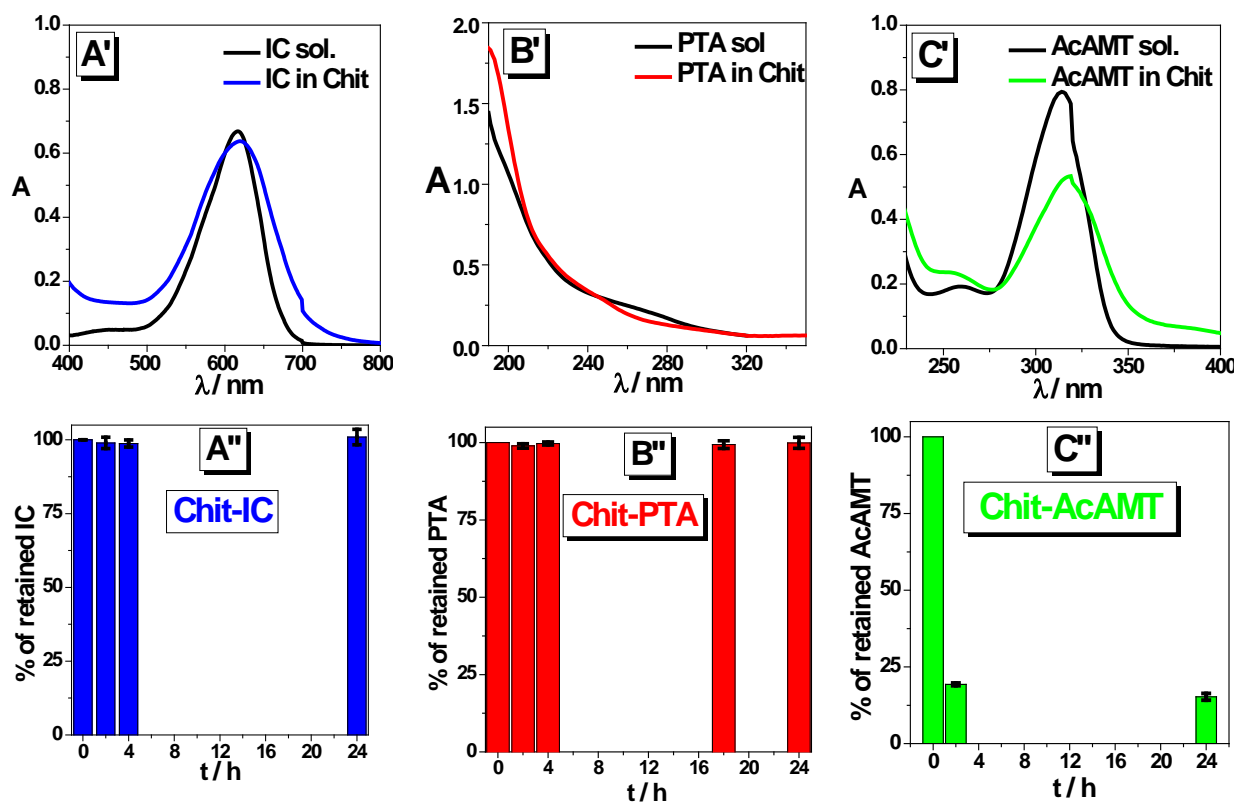 A'
IC sol.
IC in Chit
1.0
0.8
0.6
0.4
0.2
0.0
A
400 500 600 700 800
λ / nm
B'
PTA sol
PTA in Chit
2.0
1.5
1.0
0.5
0.0
A
200 240 280 320
λ / nm
C'
AcAMT sol.
AcAMT in Chit
1.0
0.8
0.6
0.4
0.2
0.0
A
250 300 350 400
λ / nm
A''
Chit-IC
% of retained IC
100
75
50
25
0
0 4 8 12 16 20 24
t / h
B''
Chit-PTA
% of retained PTA
100
75
50
25
0
0 4 8 12 16 20 24
t / h
C''
Chit-AcAMT
% of retained AcAMT
100
75
50
25
0
0 4 8 12 16 20 24
t / h